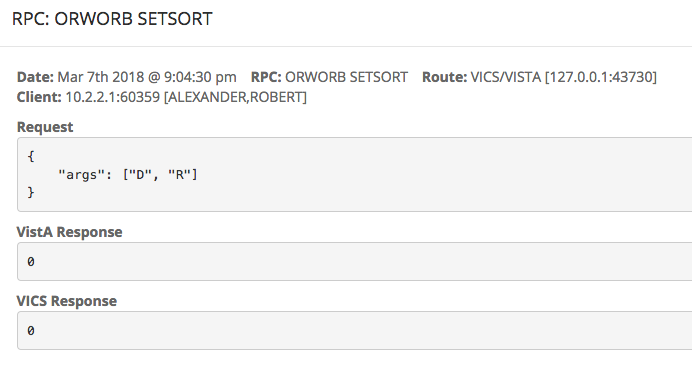 RPC: ORWORB SETSORT
Date: Mar 7th 2018 @ 9:04:30 pm RPC: ORWORB SETSORT Route: VICS/VISTA [127.0.0.1:43730]
Client: 10.2.2.1:60359 [ALEXANDER,ROBERT]
Request
{
    "args": ["D", "R"]
}
VistA Response
0
VICS Response
0